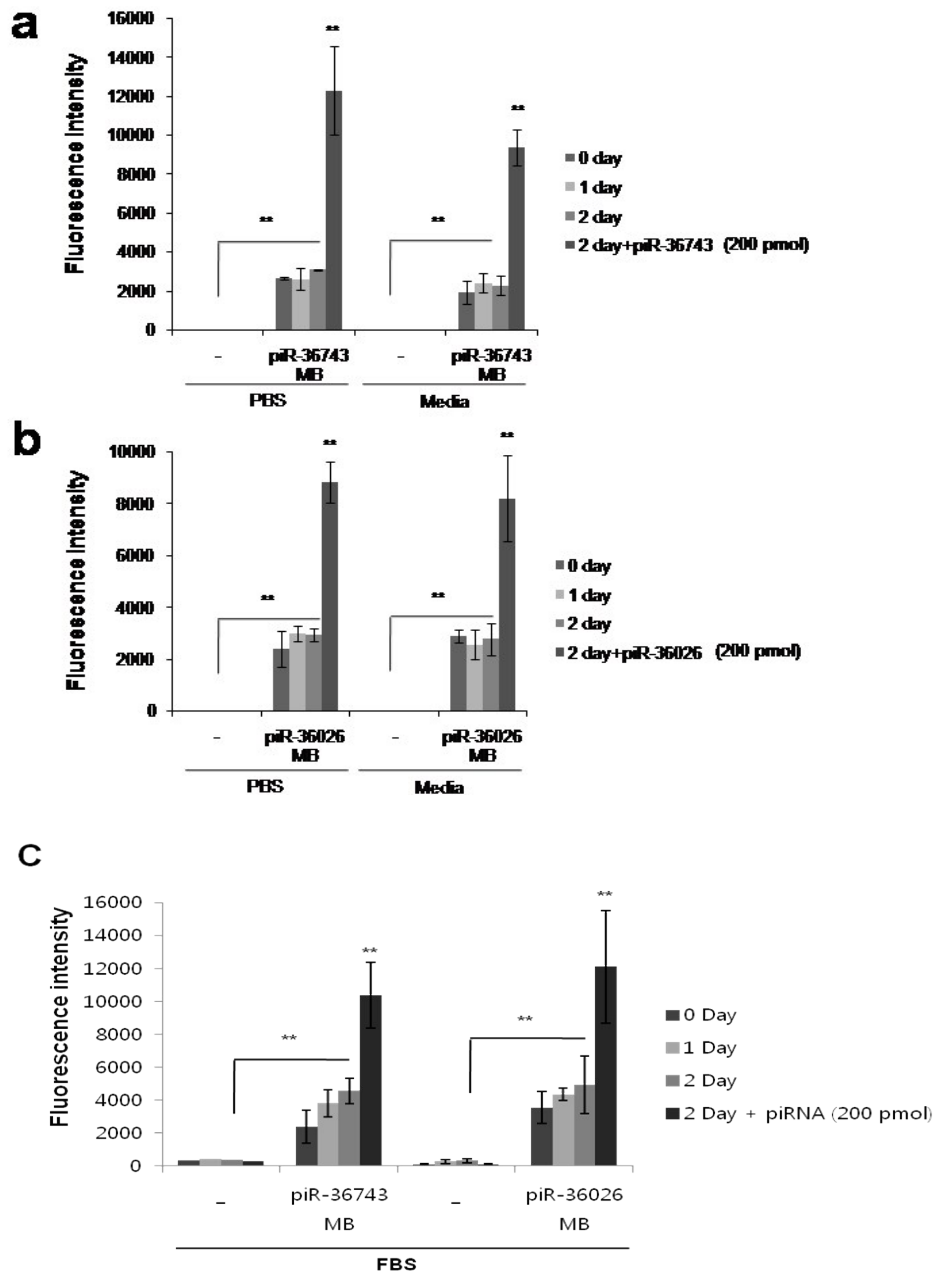 a
Fluorescence Intensity
16000
14000
12000
10000
8000
6000
4000
2000
0
**
**
**
**
0 day
1 day
2 day
2 day+piR-36743 (200 pmol)
- piR-36743 MB - piR-36743 MB
PBS Media
b
Fluorescence Intensity
10000
8000
6000
4000
2000
0
**
**
**
**
0 day
1 day
2 day
2 day+piR-36026 (200 pmol)
- piR-36026 MB - piR-36026 MB
PBS Media
C
Fluorescence intensity
16000
14000
12000
10000
8000
6000
4000
2000
0
**
**
**
**
0 Day
1 Day
2 Day
2 Day + piRNA (200 pmol)
_ piR-36743 MB _ piR-36026 MB
FBS